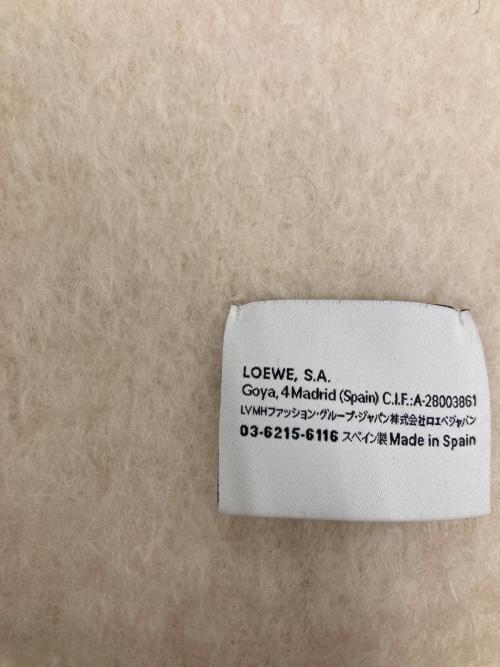 LOEWE, S.A.
Goya, 4 Madrid (Spain) C.I.F.:A-28003861
LVMHファッション・グループ・ジャパン株式会社ロエベジャパン
03-6215-6116 スペイン製 Made in Spain